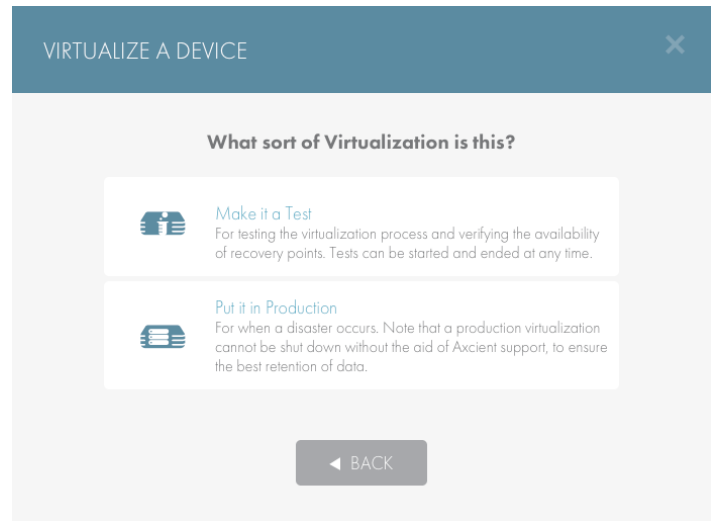 VIRTUALIZE A DEVICE
What sort of Virtualization is this?
Make it a Test
For testing the virtualization process and verifying the availability
of recovery points. Tests can be started and ended at any time.
Put it in Production
For when a disaster occurs. Note that a production virtualization
cannot be shut down without the aid of Axcient support, to ensure
the best retention of data.
BACK